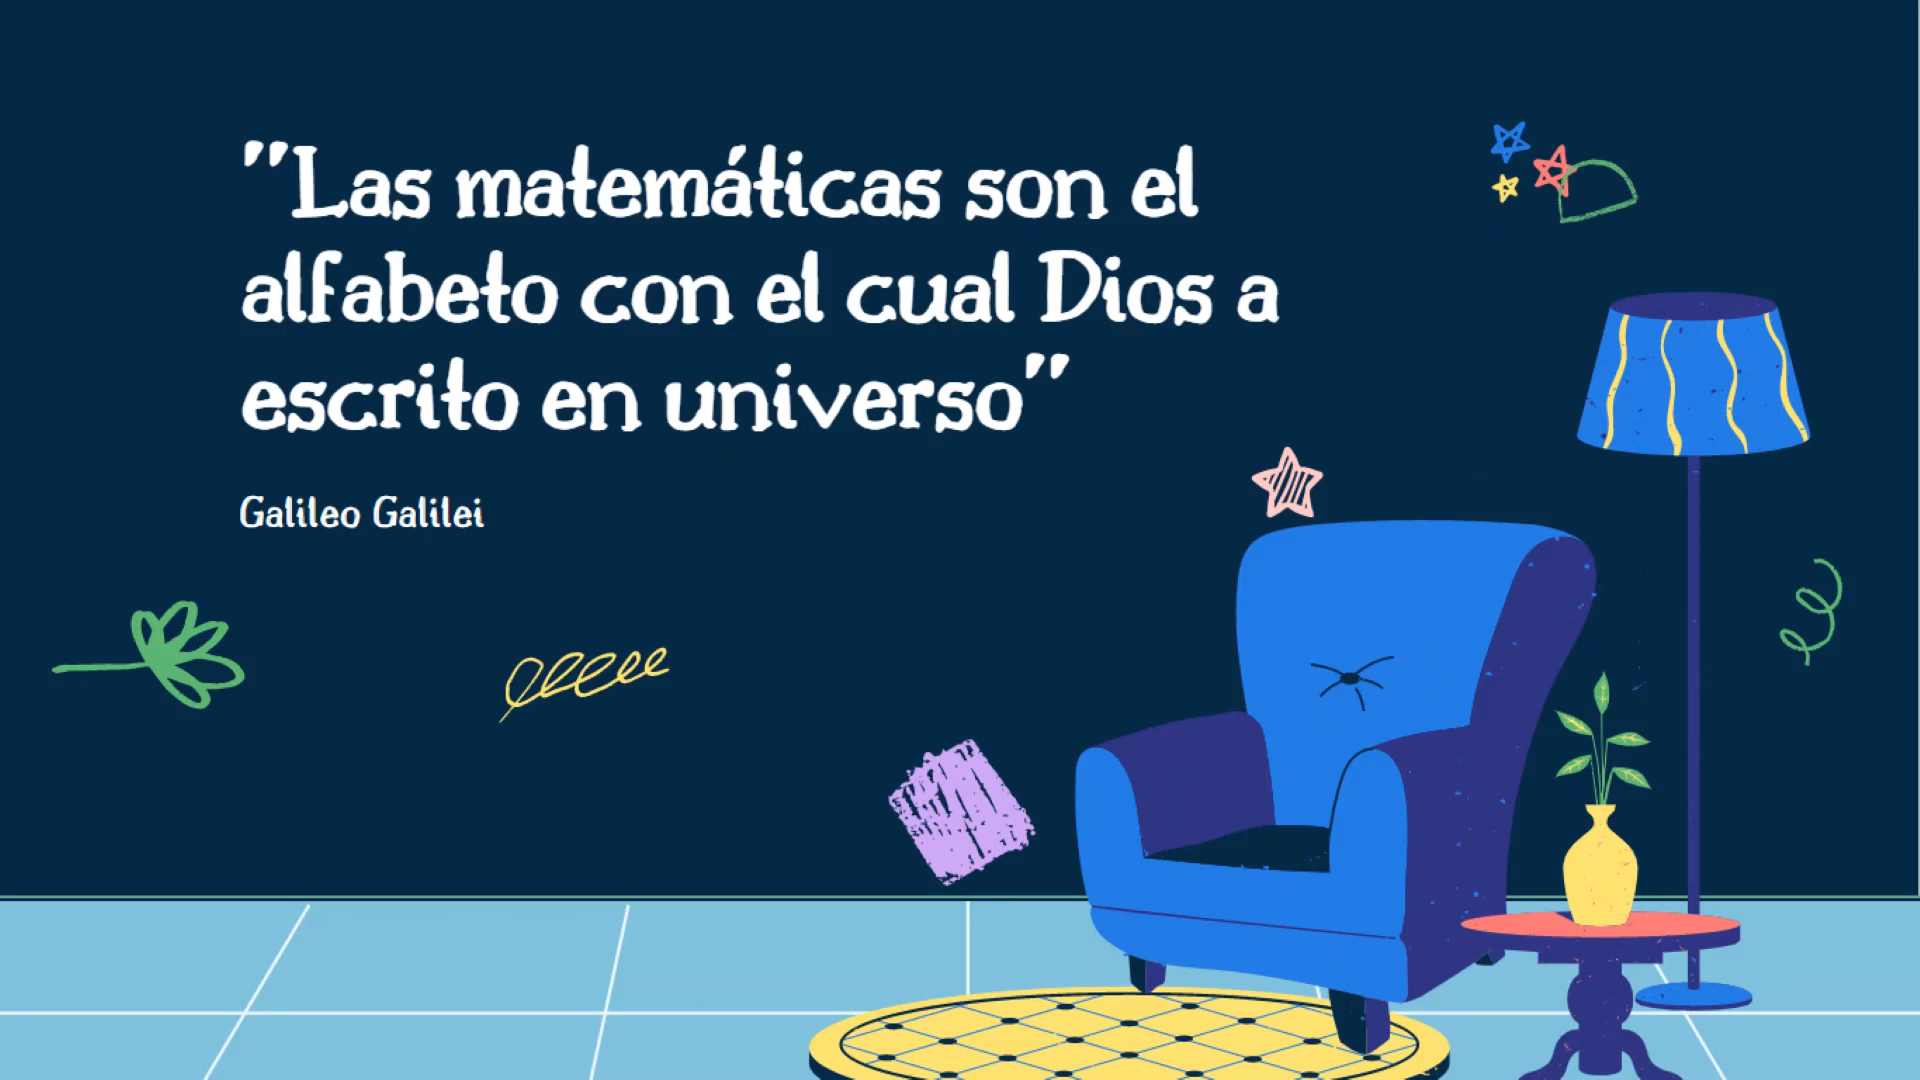 "Las matemáticas son el
alfabeto con el cual Dios a
escrito en universo"
Galileo Galilei